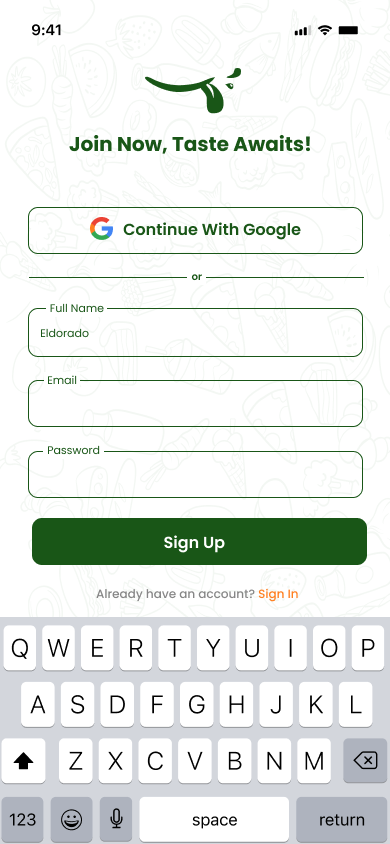 9:41
Join Now, Taste Awaits!
Continue With Google
or
Full Name
Eldorado
Email
Password
Sign Up
Already have an account? Sign In
Q W E R T Y U I O P
A S D F G H J K L
Z X C V B N M
123 space return